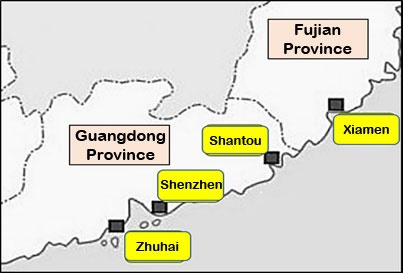 Fujian
Province
Guangdong
Province
Shantou
Xiamen
Shenzhen
Zhuhai